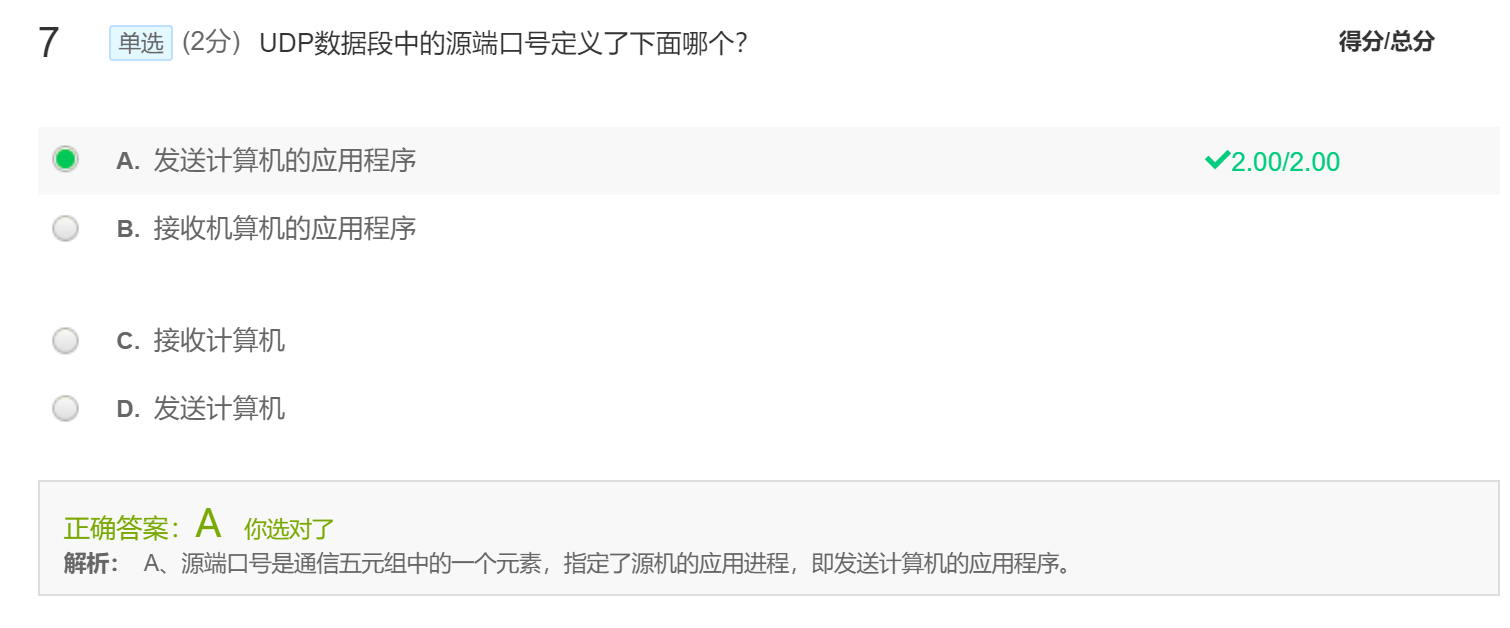 7 单选 (2分) UDP数据段中的源端口号定义了下面哪个? 得分/总分
A. 发送计算机的应用程序 2.00/2.00
B. 接收机算机的应用程序
C. 接收计算机
D. 发送计算机
正确答案：A 你选对了
解析： A、源端口号是通信五元组中的一个元素，指定了源机的应用进程，即发送计算机的应用程序。